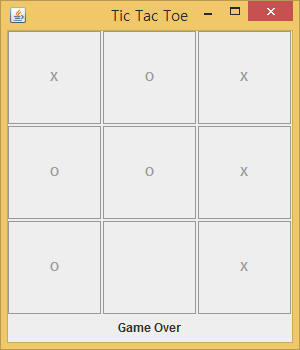 Tic Tac Toe
X O X
O O X
O X
Game Over